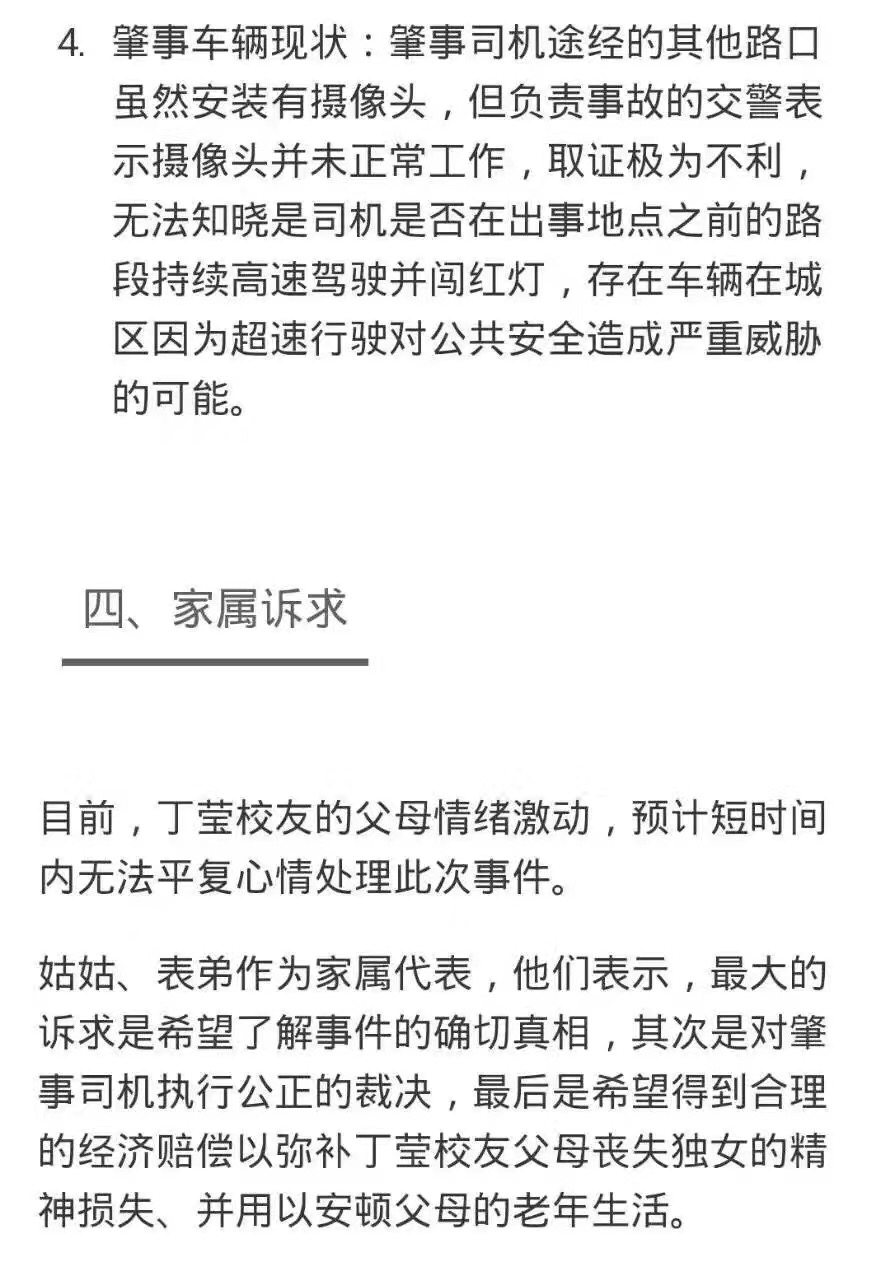 4. 肇事车辆现状：肇事司机途经的其他路口
虽然安装有摄像头，但负责事故的交警表
示摄像头并未正常工作，取证极为不利，
无法知晓是司机是否在出事地点之前的路
段持续高速驾驶并闯红灯，存在车辆在城
区因为超速行驶对公共安全造成严重威胁
的可能。
四、家属诉求
目前，丁莹校友的父母情绪激动，预计短时间
内无法平复心情处理此次事件。
姑姑、表弟作为家属代表，他们表示，最大的
诉求是希望了解事件的确切真相，其次是对肇
事司机执行公正的裁决，最后是希望得到合理
的经济赔偿以弥补丁莹校友父母丧失独女的精
神损失、并用以安顿父母的老年生活。